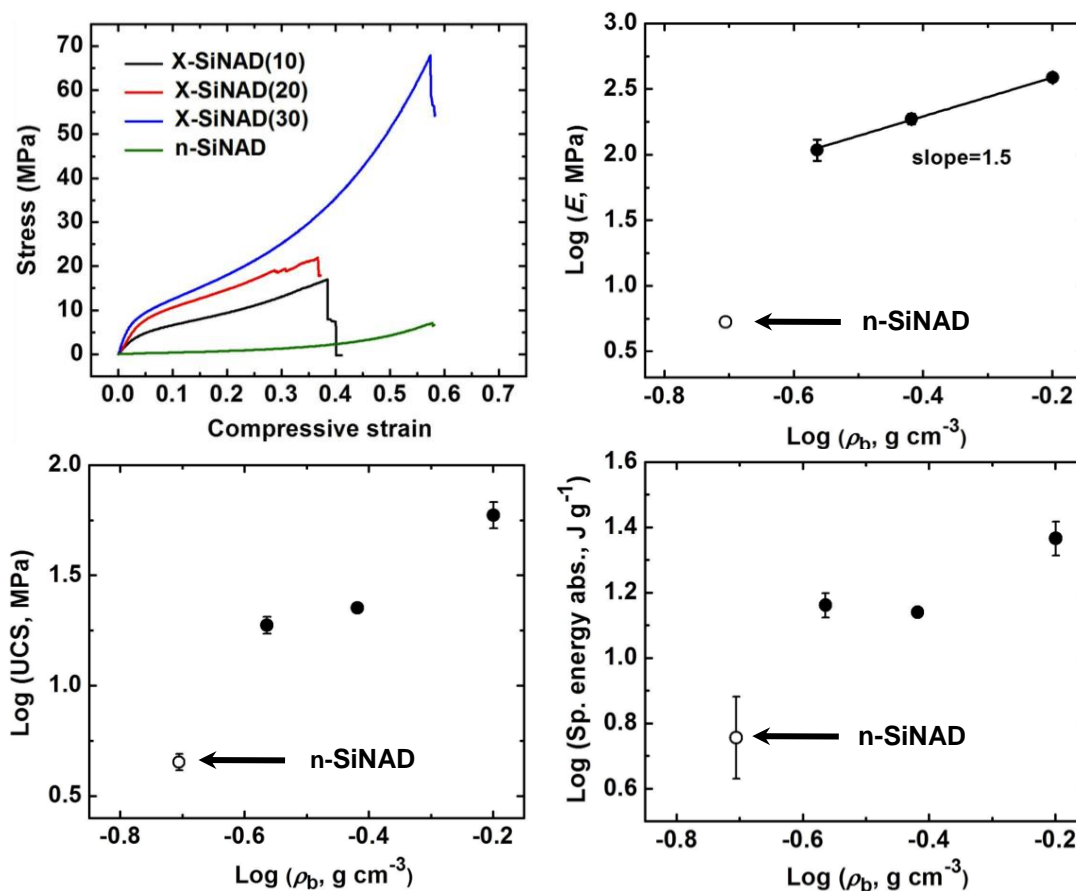 70
60
50
40
30
20
10
0
Stress (MPa)
X-SiNAD(10)
X-SiNAD(20)
X-SiNAD(30)
n-SiNAD
0.0 0.1 0.2 0.3 0.4 0.5 0.6 0.7
Compressive strain
3.0
2.5
2.0
1.5
1.0
0.5
Log (E, MPa)
slope=1.5
n-SiNAD
-0.8 -0.6 -0.4 -0.2
Log (ρb, g cm-3)
2.0
1.5
1.0
0.5
Log (UCS, MPa)
n-SiNAD
-0.8 -0.6 -0.4 -0.2
Log (ρb, g cm-3)
1.6
1.4
1.2
1.0
0.8
0.6
Log (Sp. energy abs., J g-1)
n-SiNAD
-0.8 -0.6 -0.4 -0.2
Log (ρb, g cm-3)